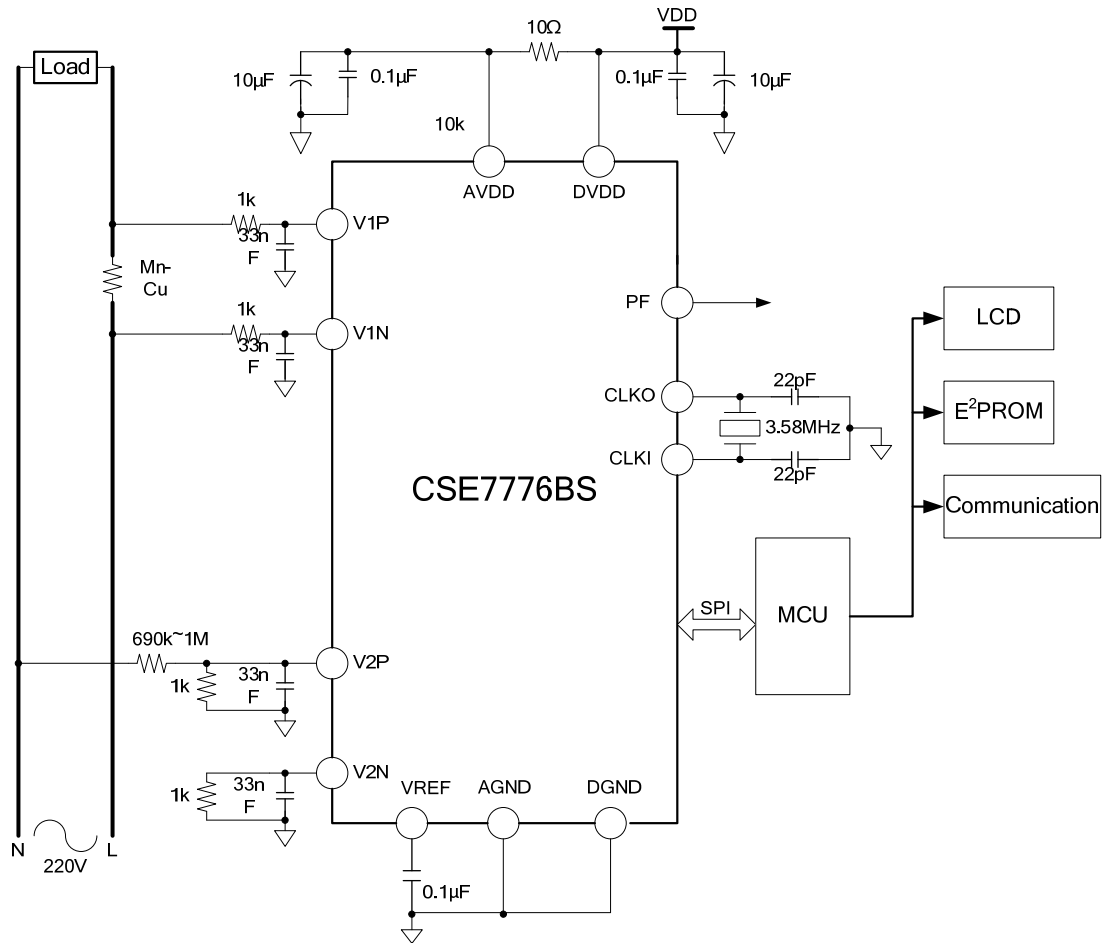 VDD
10Ω
Load
10µF
0.1µF
0.1µF
10µF
10k
AVDD
DVDD
1k
33n
F
V1P
Mn-
Cu
PF
1k
33n
F
V1N
LCD
CLKO
22pF
3.58MHz
E²PROM
CLKI
22pF
CSE7776BS
Communication
SPI
MCU
690k~1M
1k
33n
F
V2P
1k
33n
F
V2N
VREF
AGND
DGND
N
L
220V
0.1µF